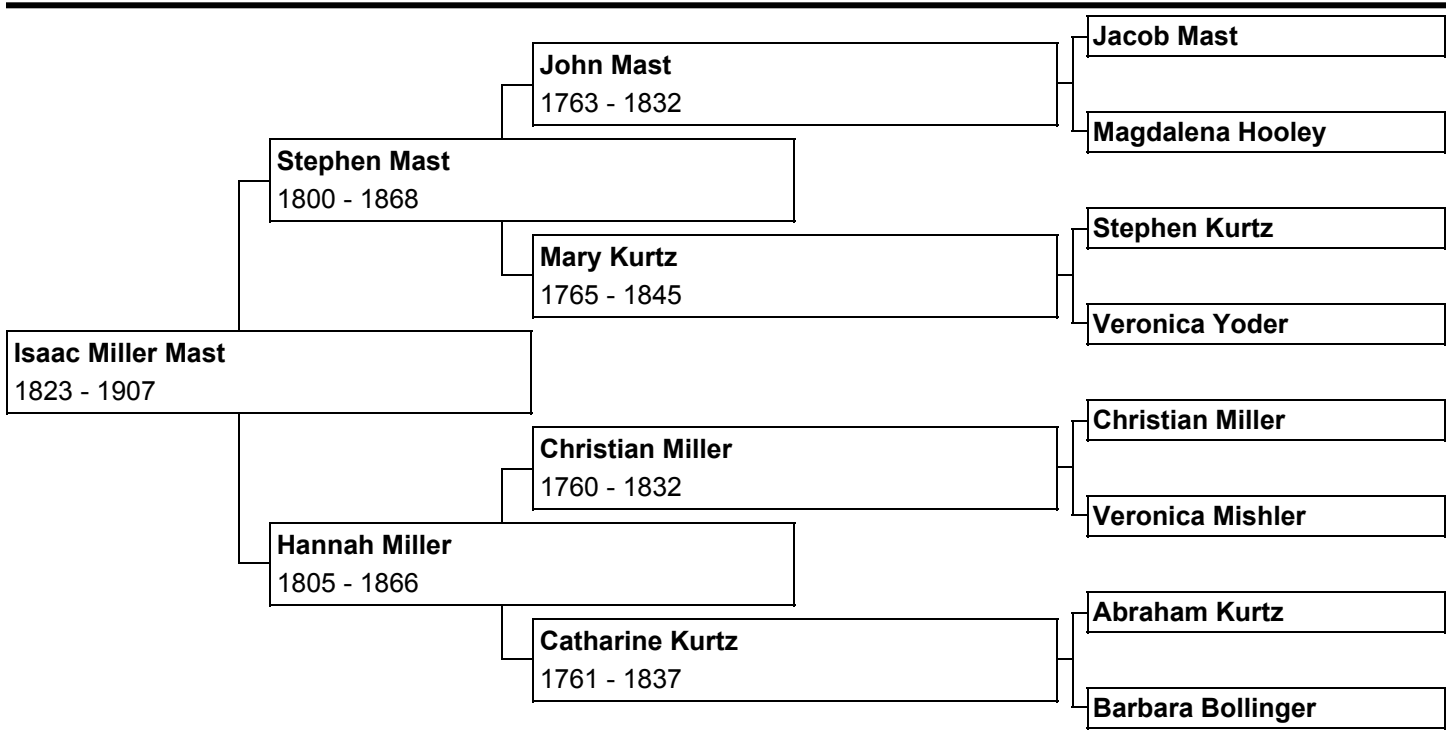 Jacob Mast
John Mast
1763 - 1832
Magdalena Hooley
Stephen Mast
1800 - 1868
Stephen Kurtz
Mary Kurtz
1765 - 1845
Veronica Yoder
Isaac Miller Mast
1823 - 1907
Christian Miller
Christian Miller
1760 - 1832
Veronica Mishler
Hannah Miller
1805 - 1866
Abraham Kurtz
Catharine Kurtz
1761 - 1837
Barbara Bollinger